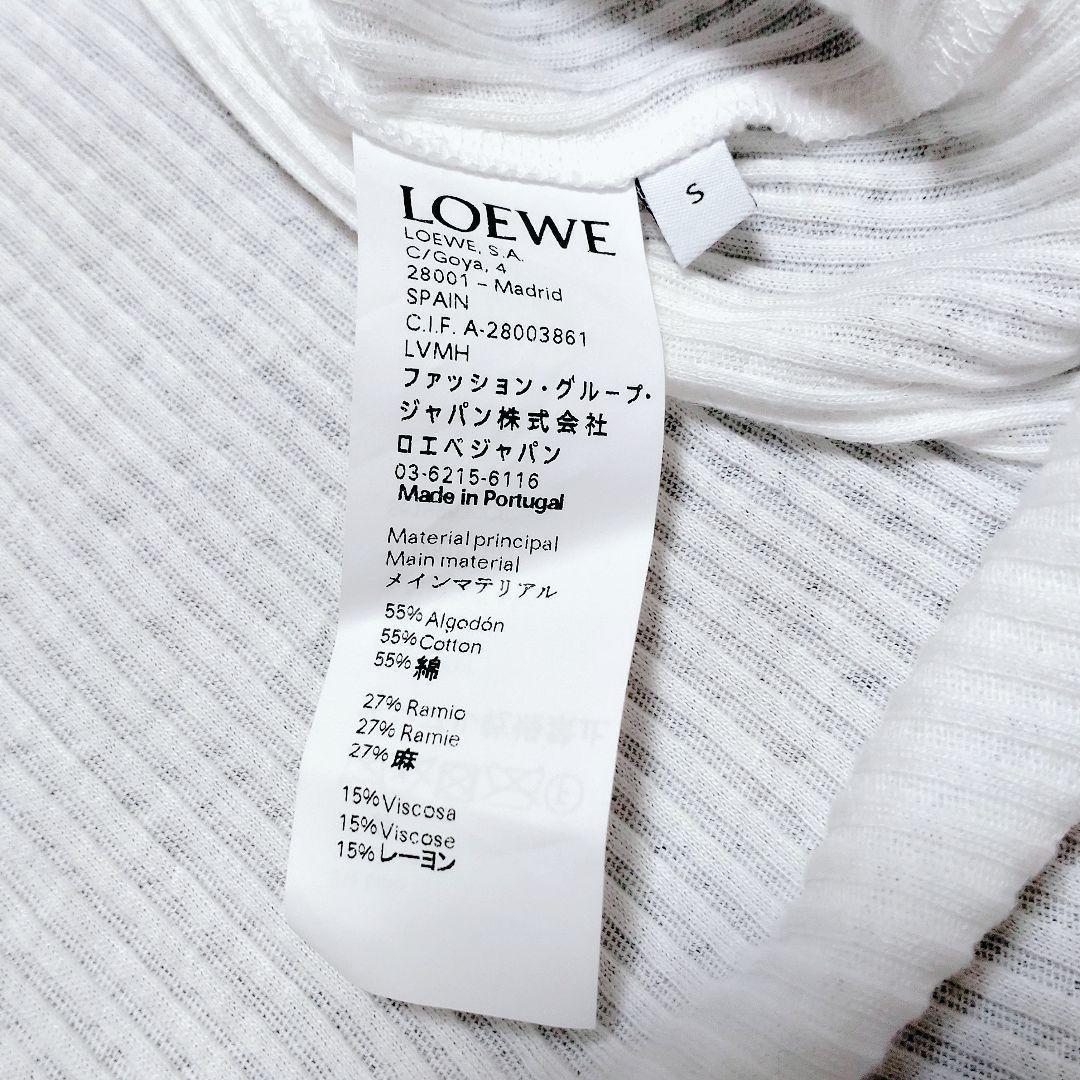 LOEWE
LOEWE, S.A.
C/Goya, 4
28001 – Madrid
SPAIN
C.I.F. A-28003861
LVMH
ファッション・グループ・
ジャパン株式会社
ロエベジャパン
03-6215-6116
Made in Portugal
Material principal
Main material
メインマテリアル
55% Algodón
55% Cotton
55% 綿
27% Ramio
27% Ramie
27% 麻
15% Viscosa
15% Viscose
15% レーヨン
S